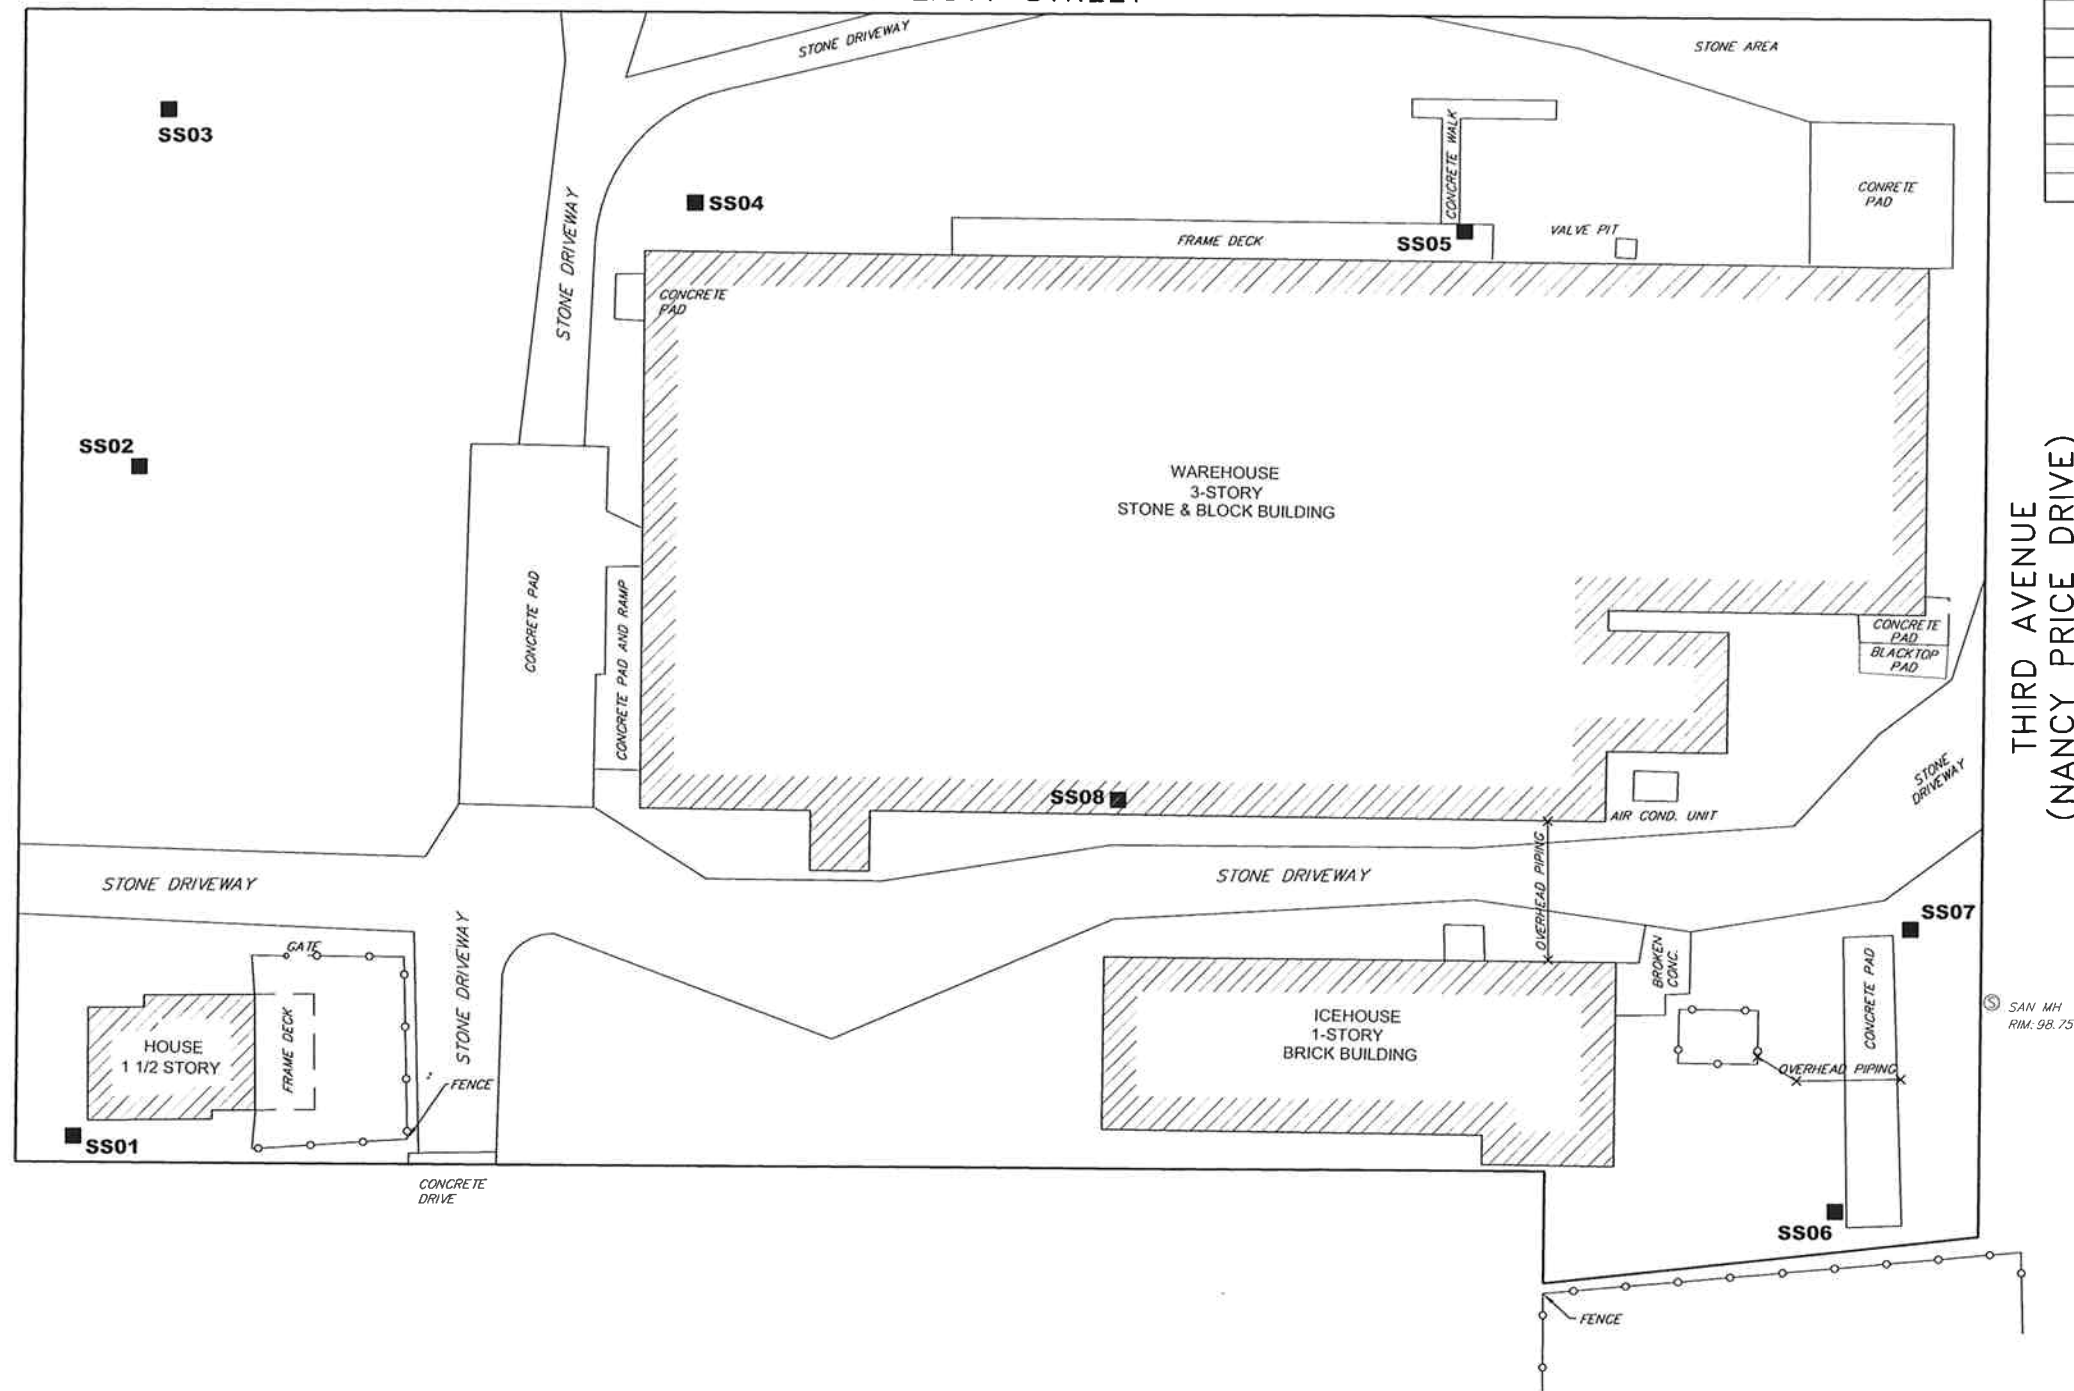 STONE DRIVEWAY
STONE AREA
SS03
CONCRETE WALK
CONRETE
PAD
SS04
STONE DRIVEWAY
FRAME DECK
SS05
VALVE PIT
CONCRETE
PAD
SS02
WAREHOUSE
3-STORY
STONE & BLOCK BUILDING
THIRD AVENUE
(NANCY PRICE DRIVE)
CONCRETE PAD
CONCRETE PAD AND RAMP
CONCRETE
PAD
BLACKTOP
PAD
STONE
DRIVEWAY
SS08
AIR COND. UNIT
STONE DRIVEWAY
STONE DRIVEWAY
OVERHEAD PIPING
SS07
GATE
STONE DRIVEWAY
BROKEN
CONC.
CONCRETE PAD
S SAN MH
RIM: 98.75
HOUSE
1 1/2 STORY
FRAME DECK
ICEHOUSE
1-STORY
BRICK BUILDING
OVERHEAD PIPING
FENCE
SS01
CONCRETE
DRIVE
SS06
FENCE